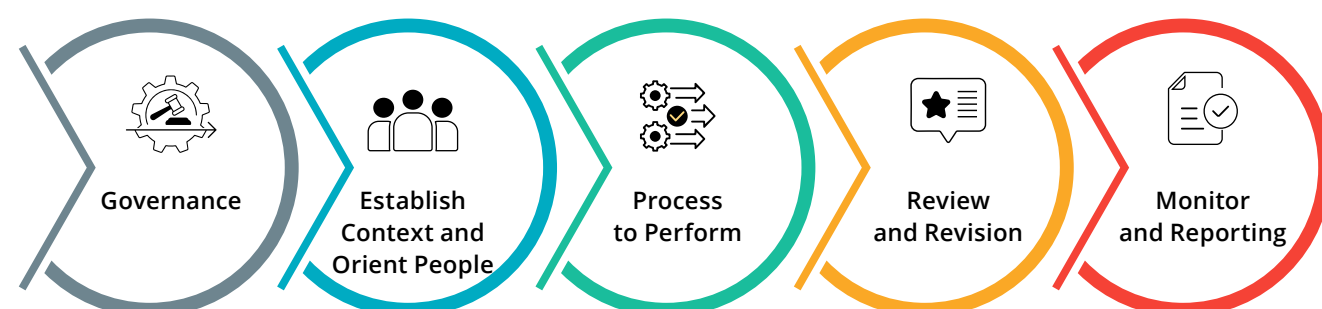 Governance
Establish
Context and
Orient People
Process
to Perform
Review
and Revision
Monitor
and Reporting